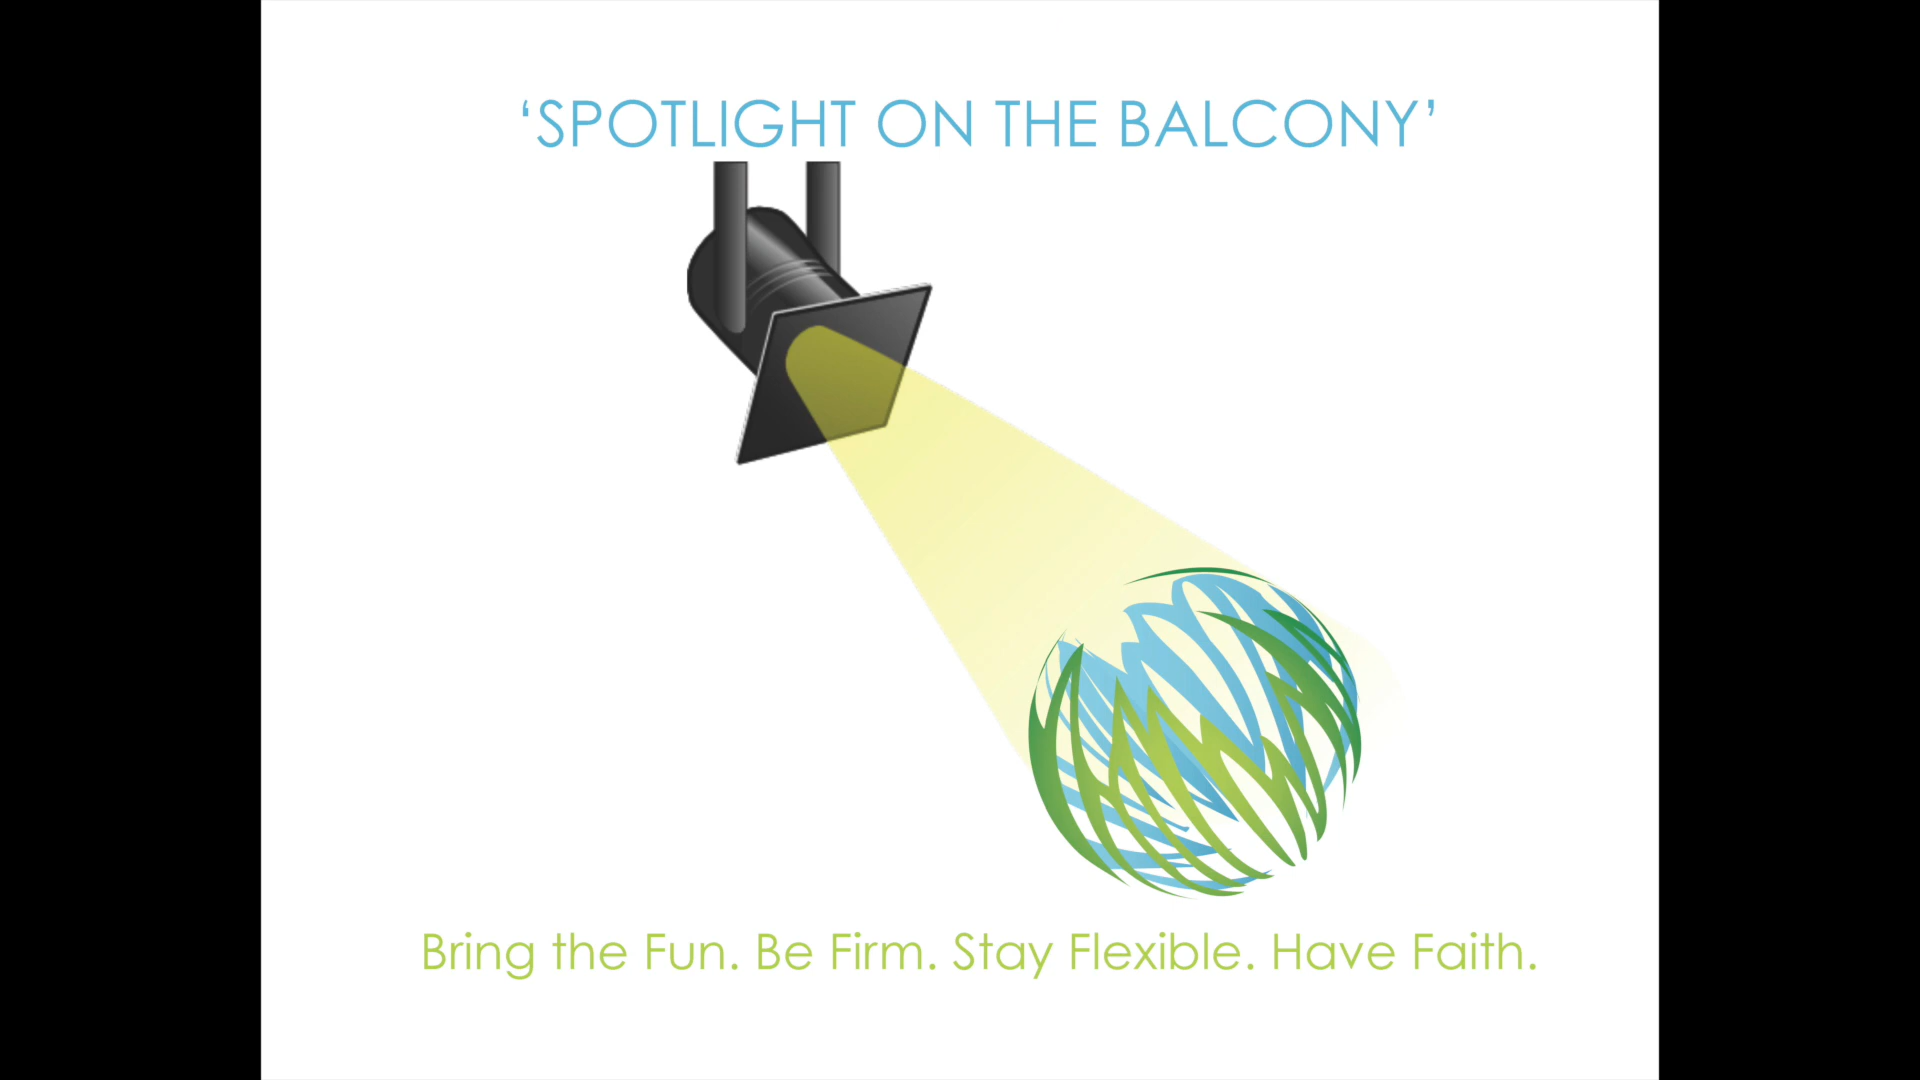 ‘SPOTLIGHT ON THE BALCONY’
Bring the Fun. Be Firm. Stay Flexible. Have Faith.